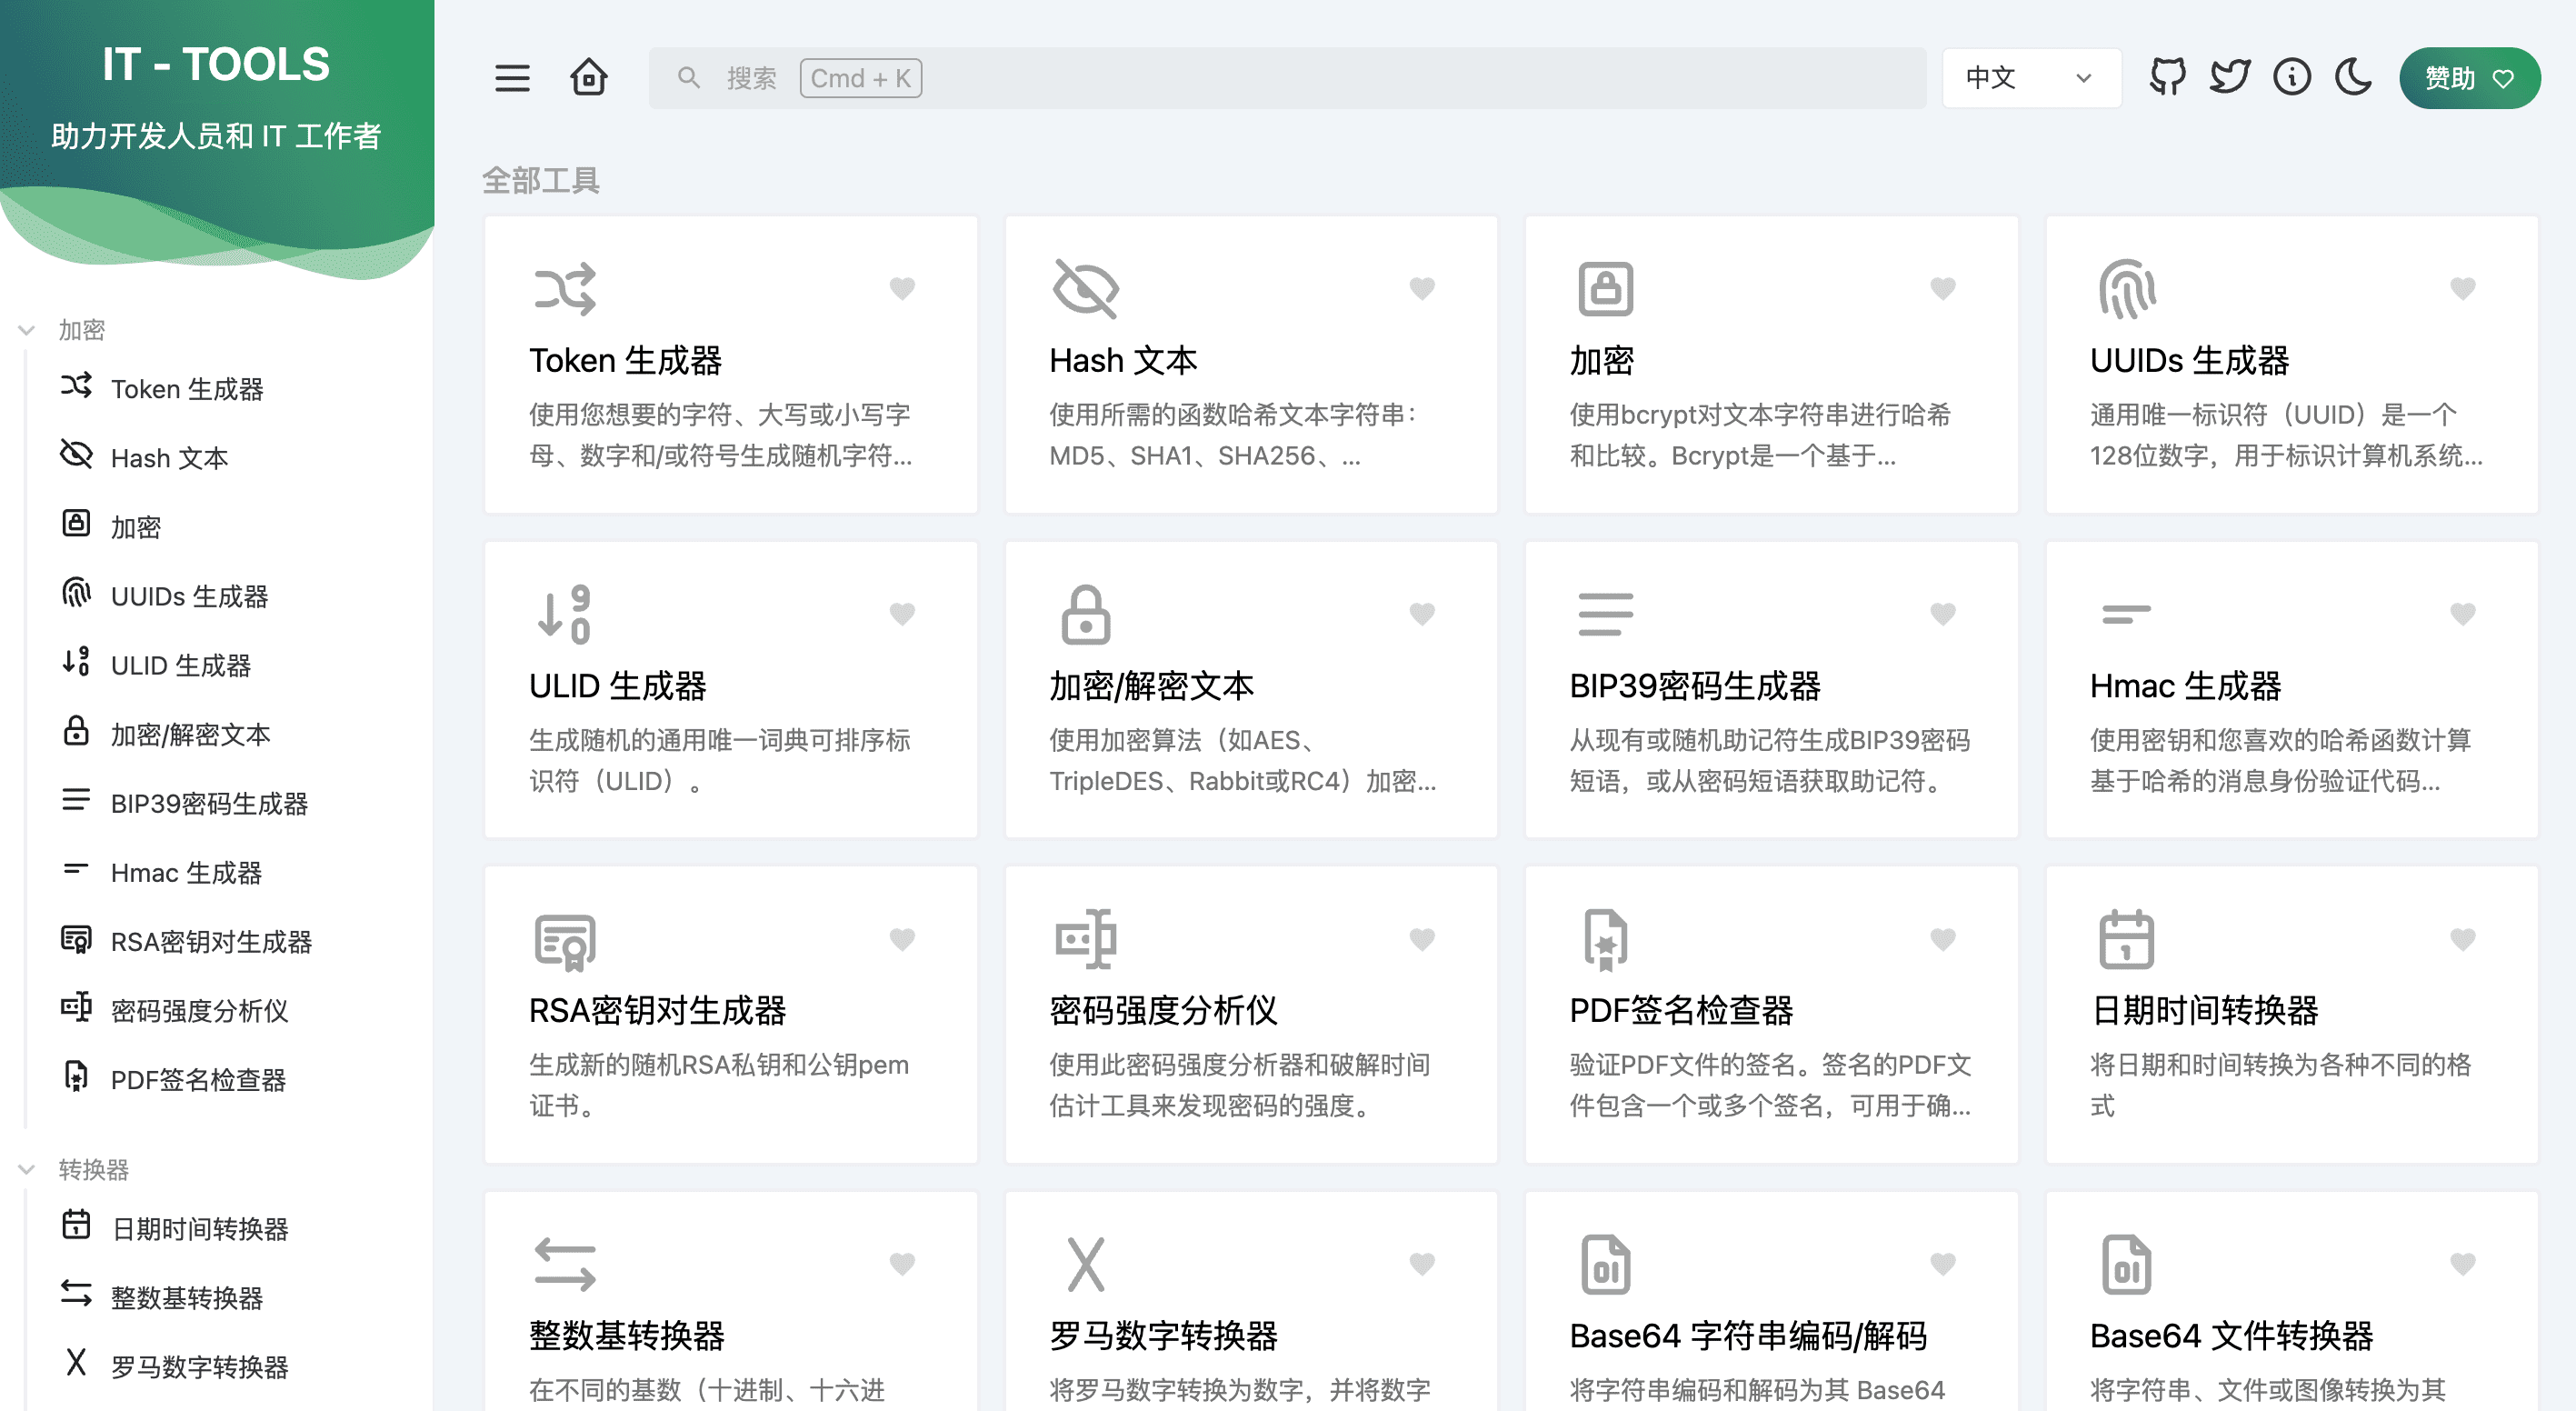 IT - TOOLS
助力开发人员和 IT 工作者
加密
Token 生成器
Hash 文本
加密
UUIDs 生成器
ULID 生成器
加密/解密文本
BIP39密码生成器
Hmac 生成器
RSA密钥对生成器
密码强度分析仪
PDF签名检查器
转换器
日期时间转换器
整数基转换器
罗马数字转换器
搜索 Cmd + K
中文
赞助
全部工具
Token 生成器
使用您想要的字符、大写或小写字
母、数字和/或符号生成随机字符...
Hash 文本
使用所需的函数哈希文本字符串：
MD5、SHA1、SHA256、...
加密
使用bcrypt对文本字符串进行哈希
和比较。Bcrypt是一个基于...
UUIDs 生成器
通用唯一标识符（UUID）是一个
128位数字，用于标识计算机系统...
ULID 生成器
生成随机的通用唯一词典可排序标
识符（ULID）。
加密/解密文本
使用加密算法（如AES、
TripleDES、Rabbit或RC4）加密...
BIP39密码生成器
从现有或随机助记符生成BIP39密码
短语，或从密码短语获取助记符。
Hmac 生成器
使用密钥和您喜欢的哈希函数计算
基于哈希的消息身份验证代码...
RSA密钥对生成器
生成新的随机RSA私钥和公钥pem
证书。
密码强度分析仪
使用此密码强度分析器和破解时间
估计工具来发现密码的强度。
PDF签名检查器
验证PDF文件的签名。签名的PDF文
件包含一个或多个签名，可用于确...
日期时间转换器
将日期和时间转换为各种不同的格
式
整数基转换器
在不同的基数（十进制、十六进
罗马数字转换器
将罗马数字转换为数字，并将数字
Base64 字符串编码/解码
将字符串编码和解码为其 Base64
Base64 文件转换器
将字符串、文件或图像转换为其